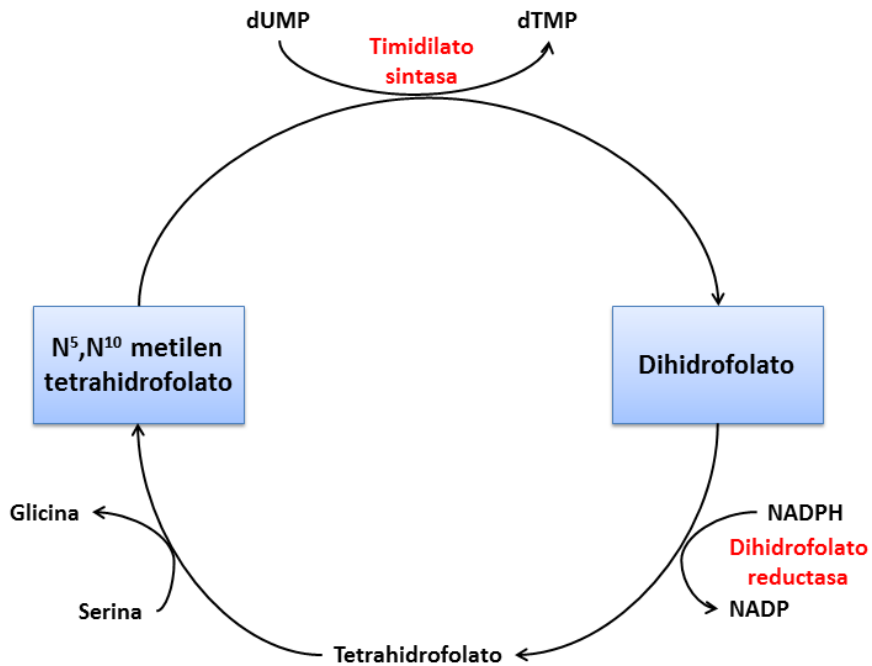 dUMP
dTMP
Timidilato
sintasa
N⁵,N¹⁰ metilen
tetrahidrofolato
Dihidrofolato
Glicina
NADPH
Dihidrofolato
reductasa
Serina
NADP
Tetrahidrofolato